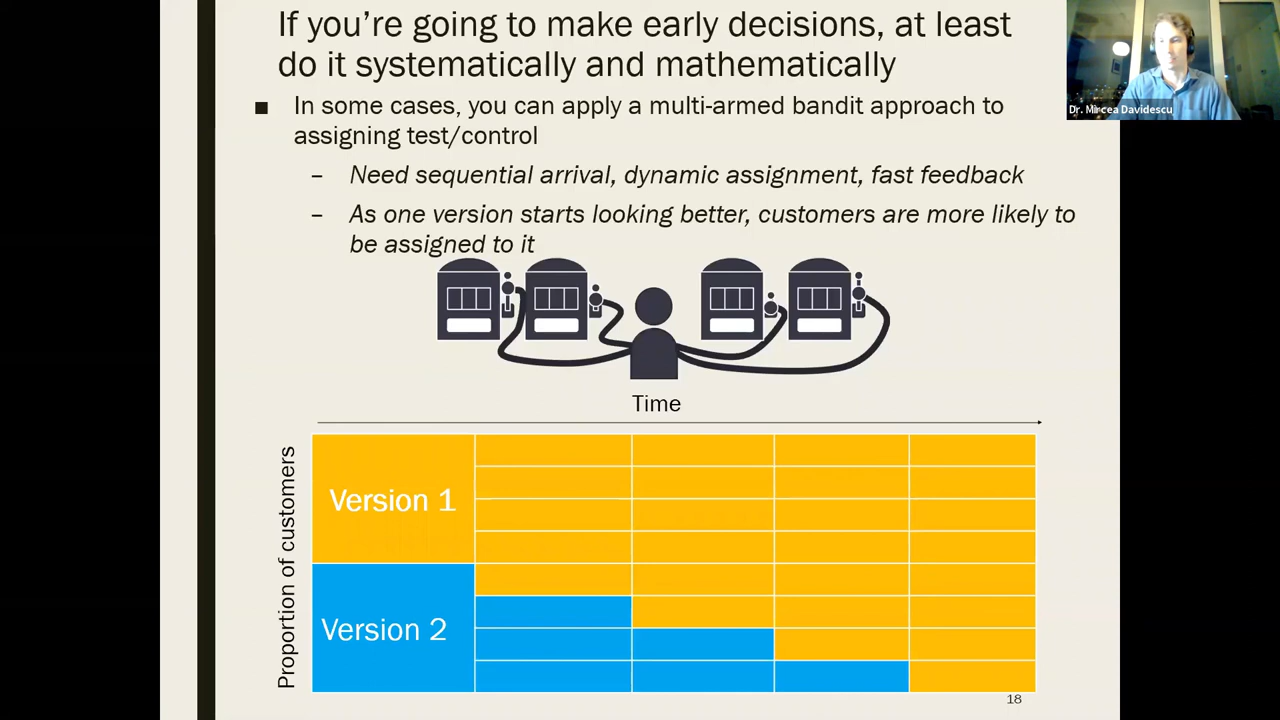 If you’re going to make early decisions, at least
do it systematically and mathematically
Dr. Mircea Davidescu
■ In some cases, you can apply a multi-armed bandit approach to
assigning test/control
– Need sequential arrival, dynamic assignment, fast feedback
– As one version starts looking better, customers are more likely to
be assigned to it
Time
Proportion of customers
Version 1
Version 2
18